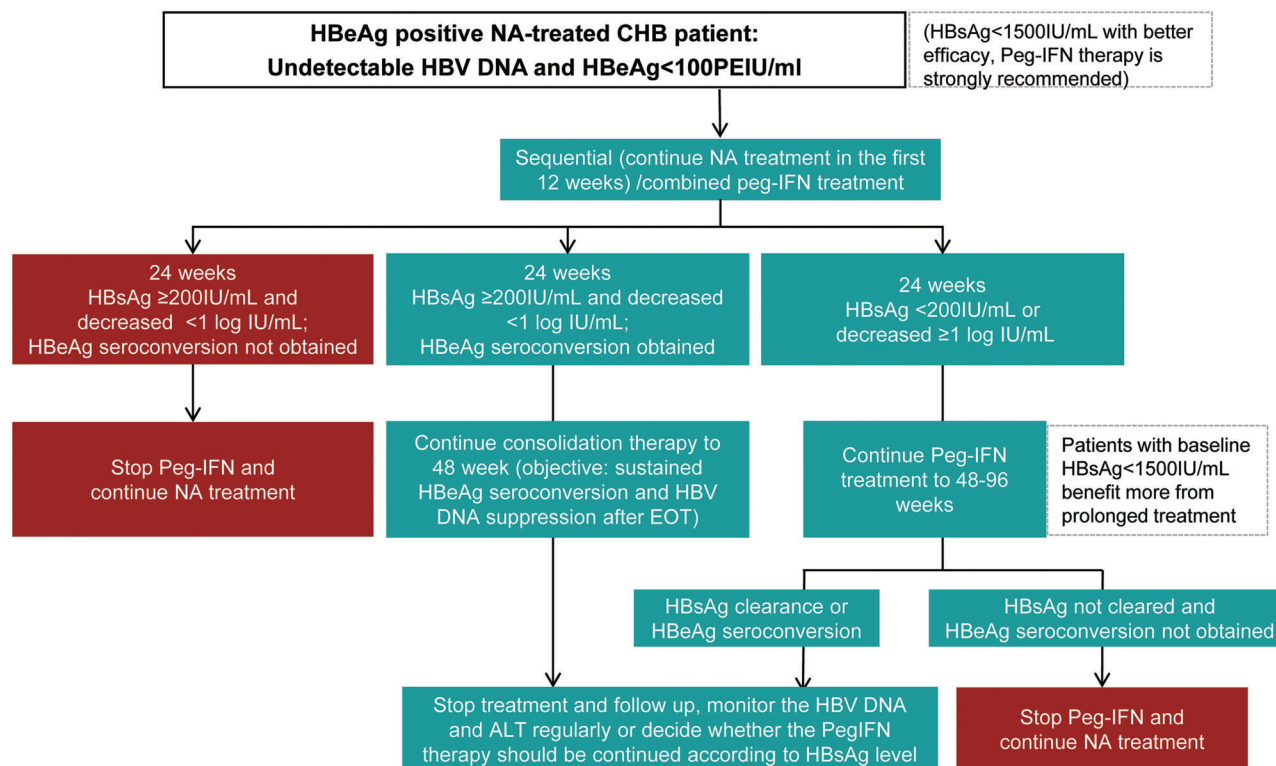 HBeAg positive NA-treated CHB patient:
Undetectable HBV DNA and HBeAg<100PEIU/ml
(HBsAg<1500IU/mL with better
efficacy, Peg-IFN therapy is
strongly recommended)
Sequential (continue NA treatment in the first
12 weeks) /combined peg-IFN treatment
24 weeks
HBsAg ≥200IU/mL and
decreased <1 log IU/mL;
HBeAg seroconversion not obtained
24 weeks
HBsAg ≥200IU/mL and decreased
<1 log IU/mL;
HBeAg seroconversion obtained
24 weeks
HBsAg <200IU/mL or
decreased ≥1 log IU/mL
Stop Peg-IFN and
continue NA treatment
Continue consolidation therapy to
48 week (objective: sustained
HBeAg seroconversion and HBV
DNA suppression after EOT)
Continue Peg-IFN
treatment to 48-96
weeks
Patients with baseline
HBsAg<1500IU/mL
benefit more from
prolonged treatment
HBsAg clearance or
HBeAg seroconversion
HBsAg not cleared and
HBeAg seroconversion not obtained
Stop treatment and follow up, monitor the HBV DNA
and ALT regularly or decide whether the PegIFN
therapy should be continued according to HBsAg level
Stop Peg-IFN and
continue NA treatment